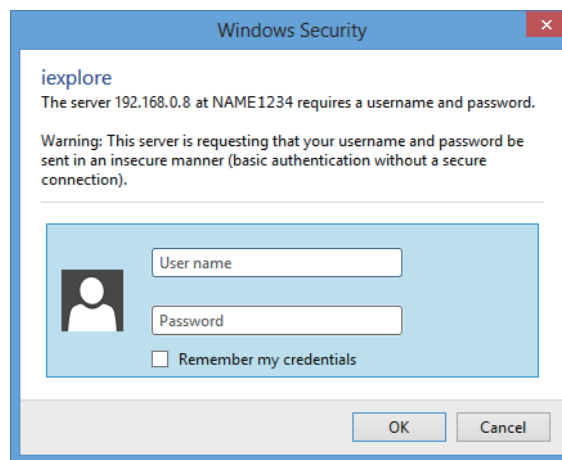 Windows Security
iexplore
The server 192.168.0.8 at NAME1234 requires a username and password.
Warning: This server is requesting that your username and password be
sent in an insecure manner (basic authentication without a secure
connection).
User name
Password
Remember my credentials
OK
Cancel